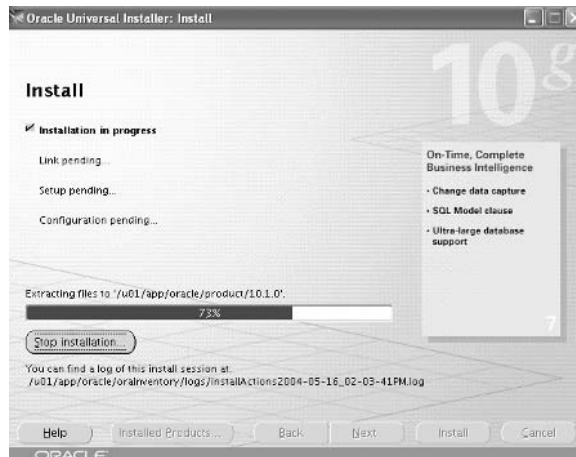 Oracle Universal Installer: Install
10g
Install
Installation in progress
Link pending...
Setup pending...
Configuration pending...
On-Time, Complete
Business Intelligence
· Change data capture
· SQL Model clause
· Ultra-large database
support
7
Extracting files to '/u01/app/oracle/product/10.1.0'.
73%
Stop installation...
You can find a log of this install session at:
/u01/app/oracle/oraInventory/logs/installActions2004-05-16_02-03-41PM.log
Help
Installed Products...
Back
Next
Install
Cancel
ORACLE